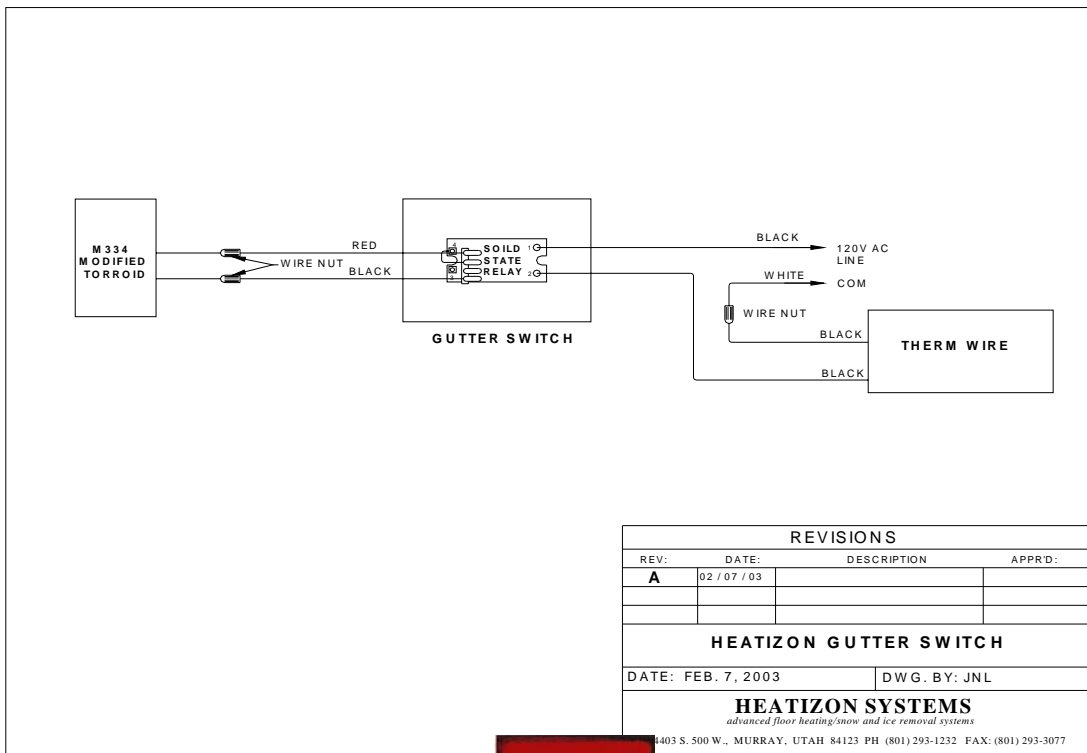 M334
MODIFIED
TORROID
WIRE NUT
RED
BLACK
4
3
SOILD
STATE
RELAY
1
2
GUTTER SWITCH
BLACK
120V AC
LINE
WHITE
COM
WIRE NUT
BLACK
BLACK
THERM WIRE
REVISIONS
REV: DATE: DESCRIPTION APPR'D:
A 02 / 07 / 03
HEATIZON GUTTER SWITCH
DATE: FEB. 7, 2003 DWG. BY: JNL
HEATIZON SYSTEMS
advanced floor heating/snow and ice removal systems
4403 S. 500 W., MURRAY, UTAH 84123 PH (801) 293-1232 FAX: (801) 293-3077